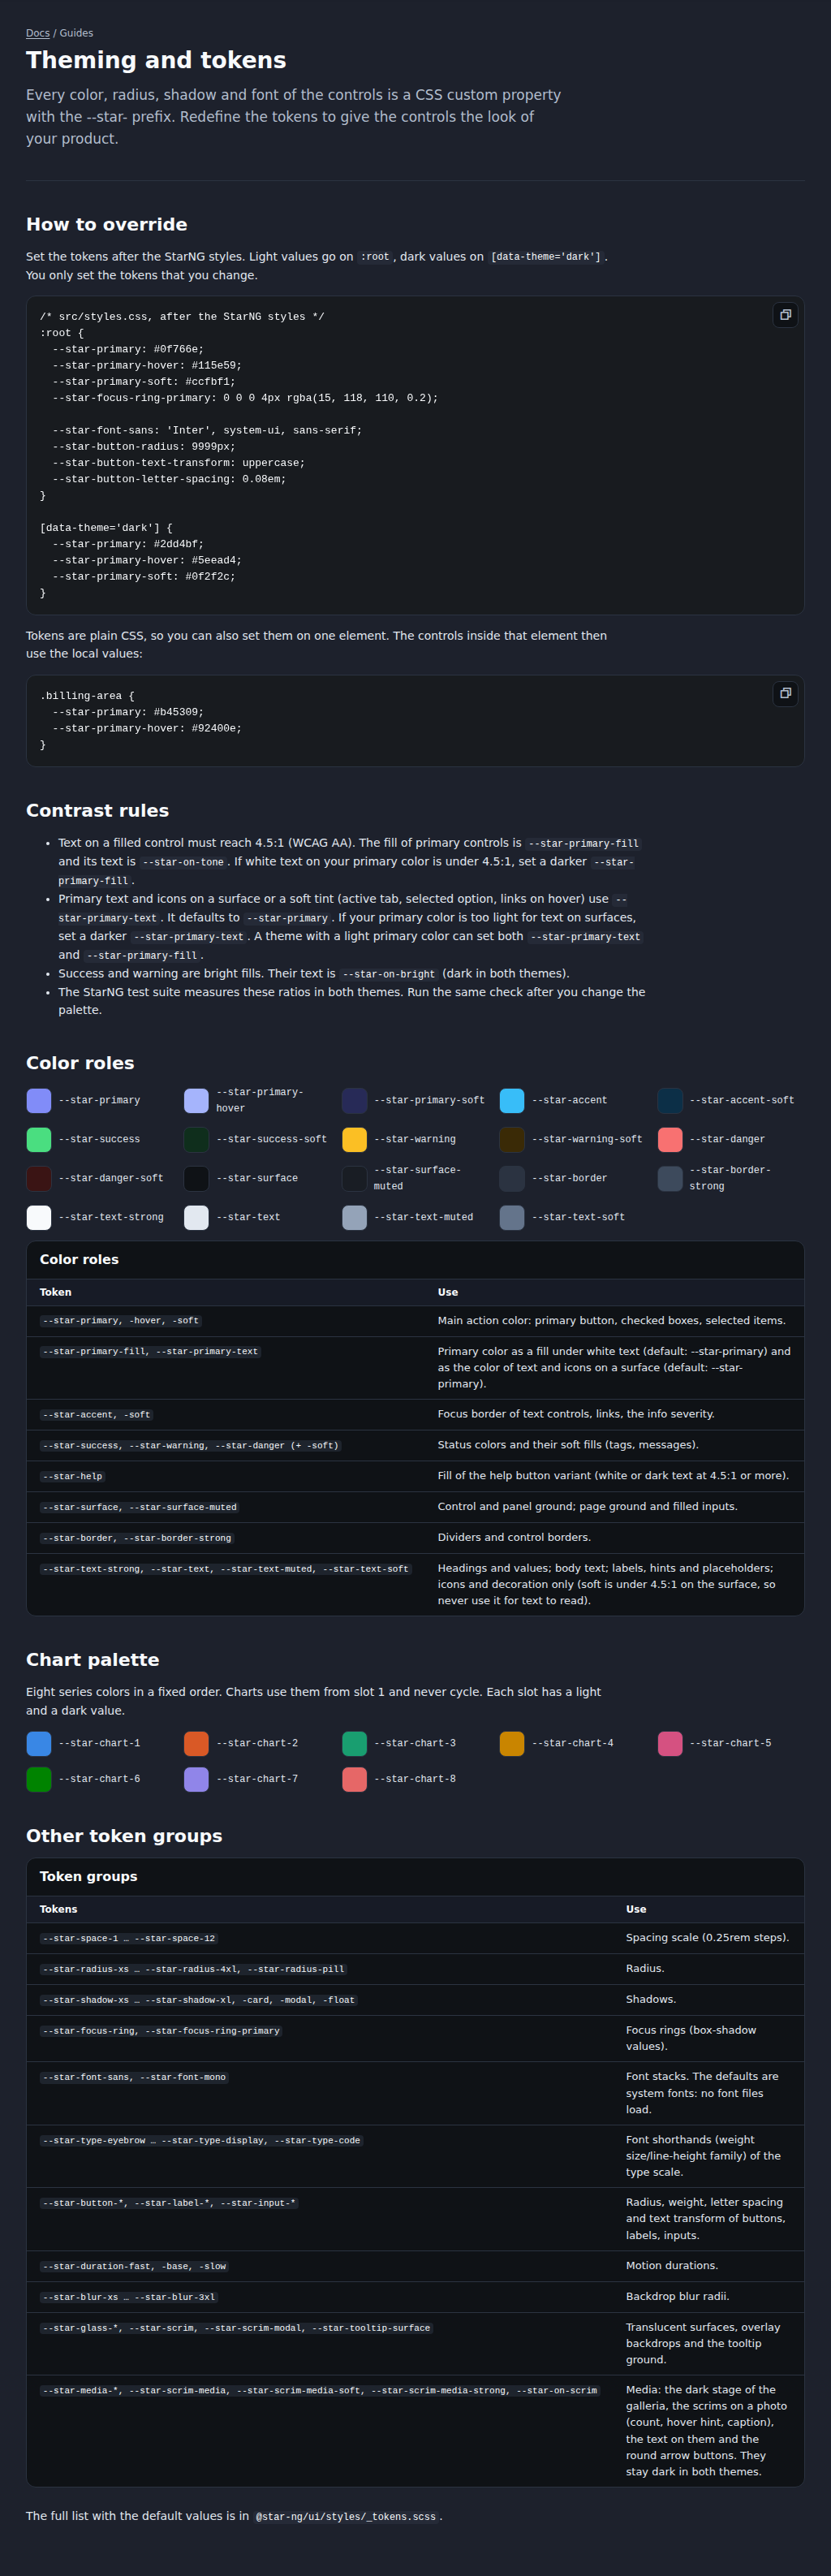 Docs / Guides
Theming and tokens
Every color, radius, shadow and font of the controls is a CSS custom property
with the --star- prefix. Redefine the tokens to give the controls the look of
your product.
How to override
Set the tokens after the StarNG styles. Light values go on :root, dark values on [data-theme='dark'].
You only set the tokens that you change.
/* src/styles.css, after the StarNG styles */
:root {
  --star-primary: #0f766e;
  --star-primary-hover: #115e59;
  --star-primary-soft: #ccfbf1;
  --star-focus-ring-primary: 0 0 0 4px rgba(15, 118, 110, 0.2);
  --star-font-sans: 'Inter', system-ui, sans-serif;
  --star-button-radius: 9999px;
  --star-button-text-transform: uppercase;
  --star-button-letter-spacing: 0.08em;
}
[data-theme='dark'] {
  --star-primary: #2dd4bf;
  --star-primary-hover: #5eead4;
  --star-primary-soft: #0f2f2c;
}
Tokens are plain CSS, so you can also set them on one element. The controls inside that element then
use the local values:
.billing-area {
  --star-primary: #b45309;
  --star-primary-hover: #92400e;
}
Contrast rules
• Text on a filled control must reach 4.5:1 (WCAG AA). The fill of primary controls is --star-primary-fill
and its text is --star-on-tone. If white text on your primary color is under 4.5:1, set a darker --star-
primary-fill.
• Primary text and icons on a surface or a soft tint (active tab, selected option, links on hover) use --
star-primary-text. It defaults to --star-primary. If your primary color is too light for text on surfaces,
set a darker --star-primary-text. A theme with a light primary color can set both --star-primary-text
and --star-primary-fill.
• Success and warning are bright fills. Their text is --star-on-bright (dark in both themes).
• The StarNG test suite measures these ratios in both themes. Run the same check after you change the
palette.
Color roles
--star-primary
--star-primary-
hover
--star-primary-soft
--star-accent
--star-accent-soft
--star-success
--star-success-soft
--star-warning
--star-warning-soft
--star-danger
--star-danger-soft
--star-surface
--star-surface-
muted
--star-border
--star-border-
strong
--star-text-strong
--star-text
--star-text-muted
--star-text-soft
Color roles
Token Use
--star-primary, -hover, -soft Main action color: primary button, checked boxes, selected items.
--star-primary-fill, --star-primary-text Primary color as a fill under white text (default: --star-primary) and
as the color of text and icons on a surface (default: --star-
primary).
--star-accent, -soft Focus border of text controls, links, the info severity.
--star-success, --star-warning, --star-danger (+ -soft) Status colors and their soft fills (tags, messages).
--star-help Fill of the help button variant (white or dark text at 4.5:1 or more).
--star-surface, --star-surface-muted Control and panel ground; page ground and filled inputs.
--star-border, --star-border-strong Dividers and control borders.
--star-text-strong, --star-text, --star-text-muted, --star-text-soft Headings and values; body text; labels, hints and placeholders;
icons and decoration only (soft is under 4.5:1 on the surface, so
never use it for text to read).
Chart palette
Eight series colors in a fixed order. Charts use them from slot 1 and never cycle. Each slot has a light
and a dark value.
--star-chart-1
--star-chart-2
--star-chart-3
--star-chart-4
--star-chart-5
--star-chart-6
--star-chart-7
--star-chart-8
Other token groups
Token groups
Tokens Use
--star-space-1 … --star-space-12 Spacing scale (0.25rem steps).
--star-radius-xs … --star-radius-4xl, --star-radius-pill Radius.
--star-shadow-xs … --star-shadow-xl, -card, -modal, -float Shadows.
--star-focus-ring, --star-focus-ring-primary Focus rings (box-shadow
values).
--star-font-sans, --star-font-mono Font stacks. The defaults are
system fonts: no font files
load.
--star-type-eyebrow … --star-type-display, --star-type-code Font shorthands (weight
size/line-height family) of the
type scale.
--star-button-*, --star-label-*, --star-input-* Radius, weight, letter spacing
and text transform of buttons,
labels, inputs.
--star-duration-fast, -base, -slow Motion durations.
--star-blur-xs … --star-blur-3xl Backdrop blur radii.
--star-glass-*, --star-scrim, --star-scrim-modal, --star-tooltip-surface Translucent surfaces, overlay
backdrops and the tooltip
ground.
--star-media-*, --star-scrim-media, --star-scrim-media-soft, --star-scrim-media-strong, --star-on-scrim Media: the dark stage of the
galleria, the scrims on a photo
(count, hover hint, caption),
the text on them and the
round arrow buttons. They
stay dark in both themes.
The full list with the default values is in @star-ng/ui/styles/_tokens.scss.